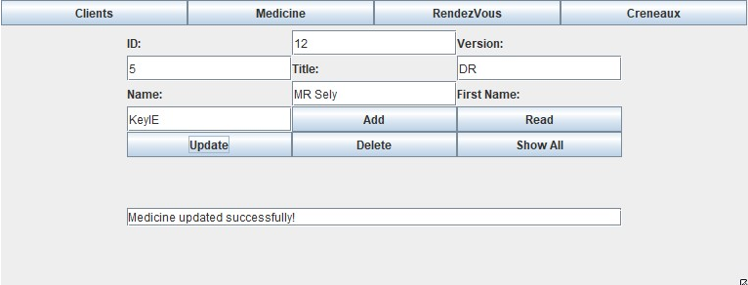 Clients Medicine RendezVous Creneaux
ID: 12 Version:
5 Title: DR
Name: MR Sely First Name:
KeyIE Add Read
Update Delete Show All
Medicine updated successfully!